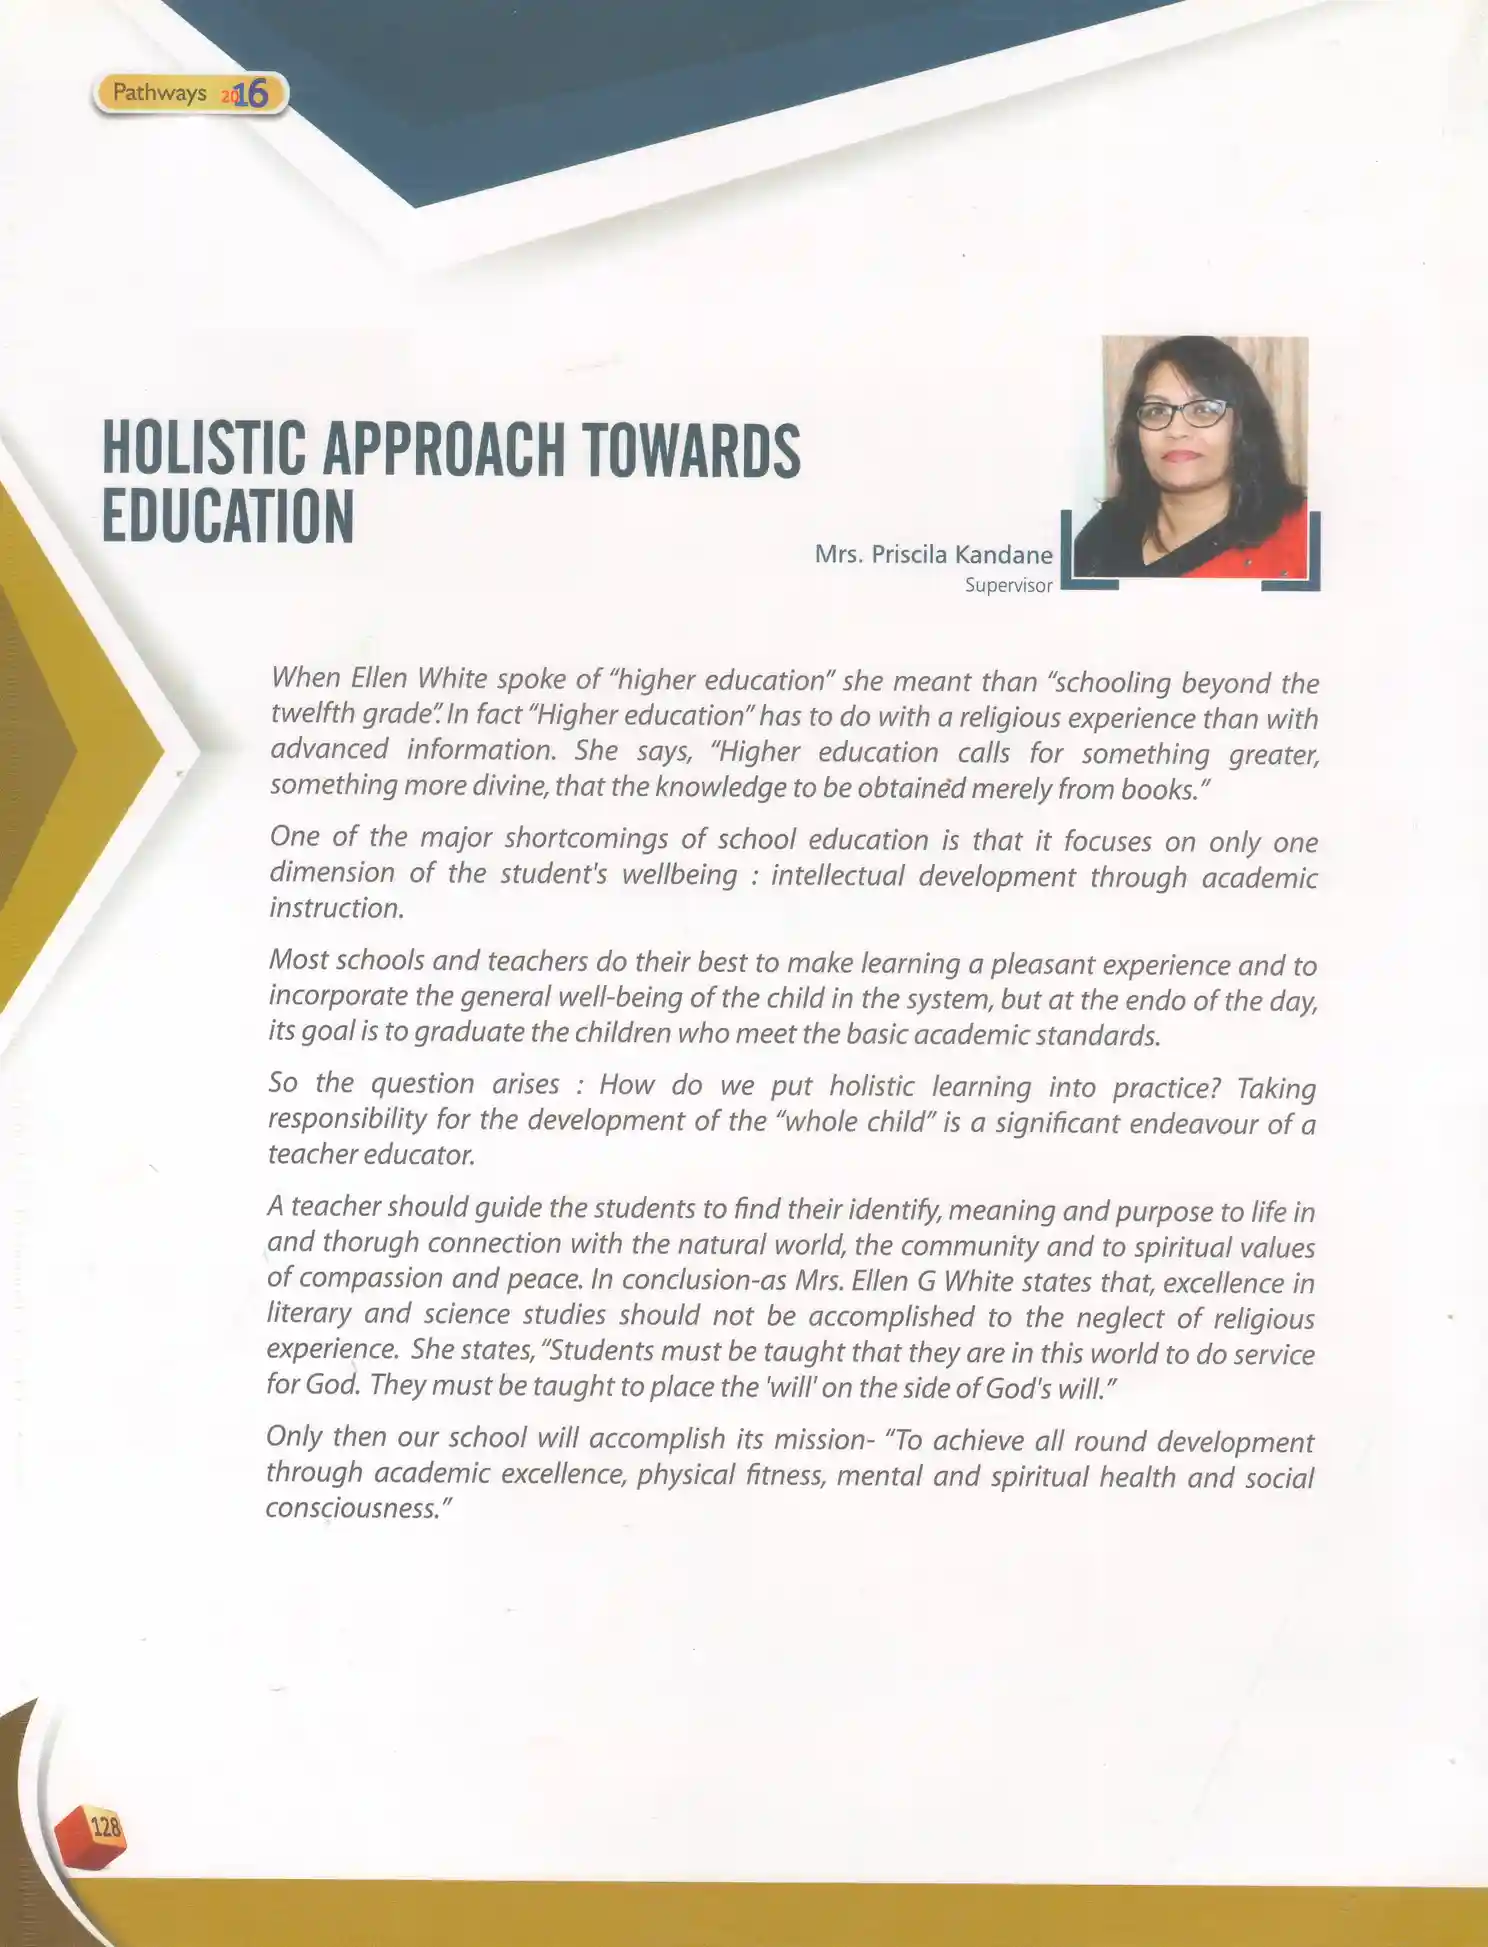 Pathways 2016
HOLISTIC APPROACH TOWARDS
EDUCATION
Mrs. Priscila Kandane
Supervisor
When Ellen White spoke of “higher education” she meant than “schooling beyond the
twelfth grade”. In fact “Higher education” has to do with a religious experience than with
advanced information. She says, “Higher education calls for something greater,
something more divine, that the knowledge to be obtained merely from books.”
One of the major shortcomings of school education is that it focuses on only one
dimension of the student's wellbeing : intellectual development through academic
instruction.
Most schools and teachers do their best to make learning a pleasant experience and to
incorporate the general well-being of the child in the system, but at the endo of the day,
its goal is to graduate the children who meet the basic academic standards.
So the question arises : How do we put holistic learning into practice? Taking
responsibility for the development of the “whole child” is a significant endeavour of a
teacher educator.
A teacher should guide the students to find their identify, meaning and purpose to life in
and thorugh connection with the natural world, the community and to spiritual values
of compassion and peace. In conclusion-as Mrs. Ellen G White states that, excellence in
literary and science studies should not be accomplished to the neglect of religious
experience. She states, “Students must be taught that they are in this world to do service
for God. They must be taught to place the 'will' on the side of God's will.”
Only then our school will accomplish its mission- “To achieve all round development
through academic excellence, physical fitness, mental and spiritual health and social
consciousness.”
128